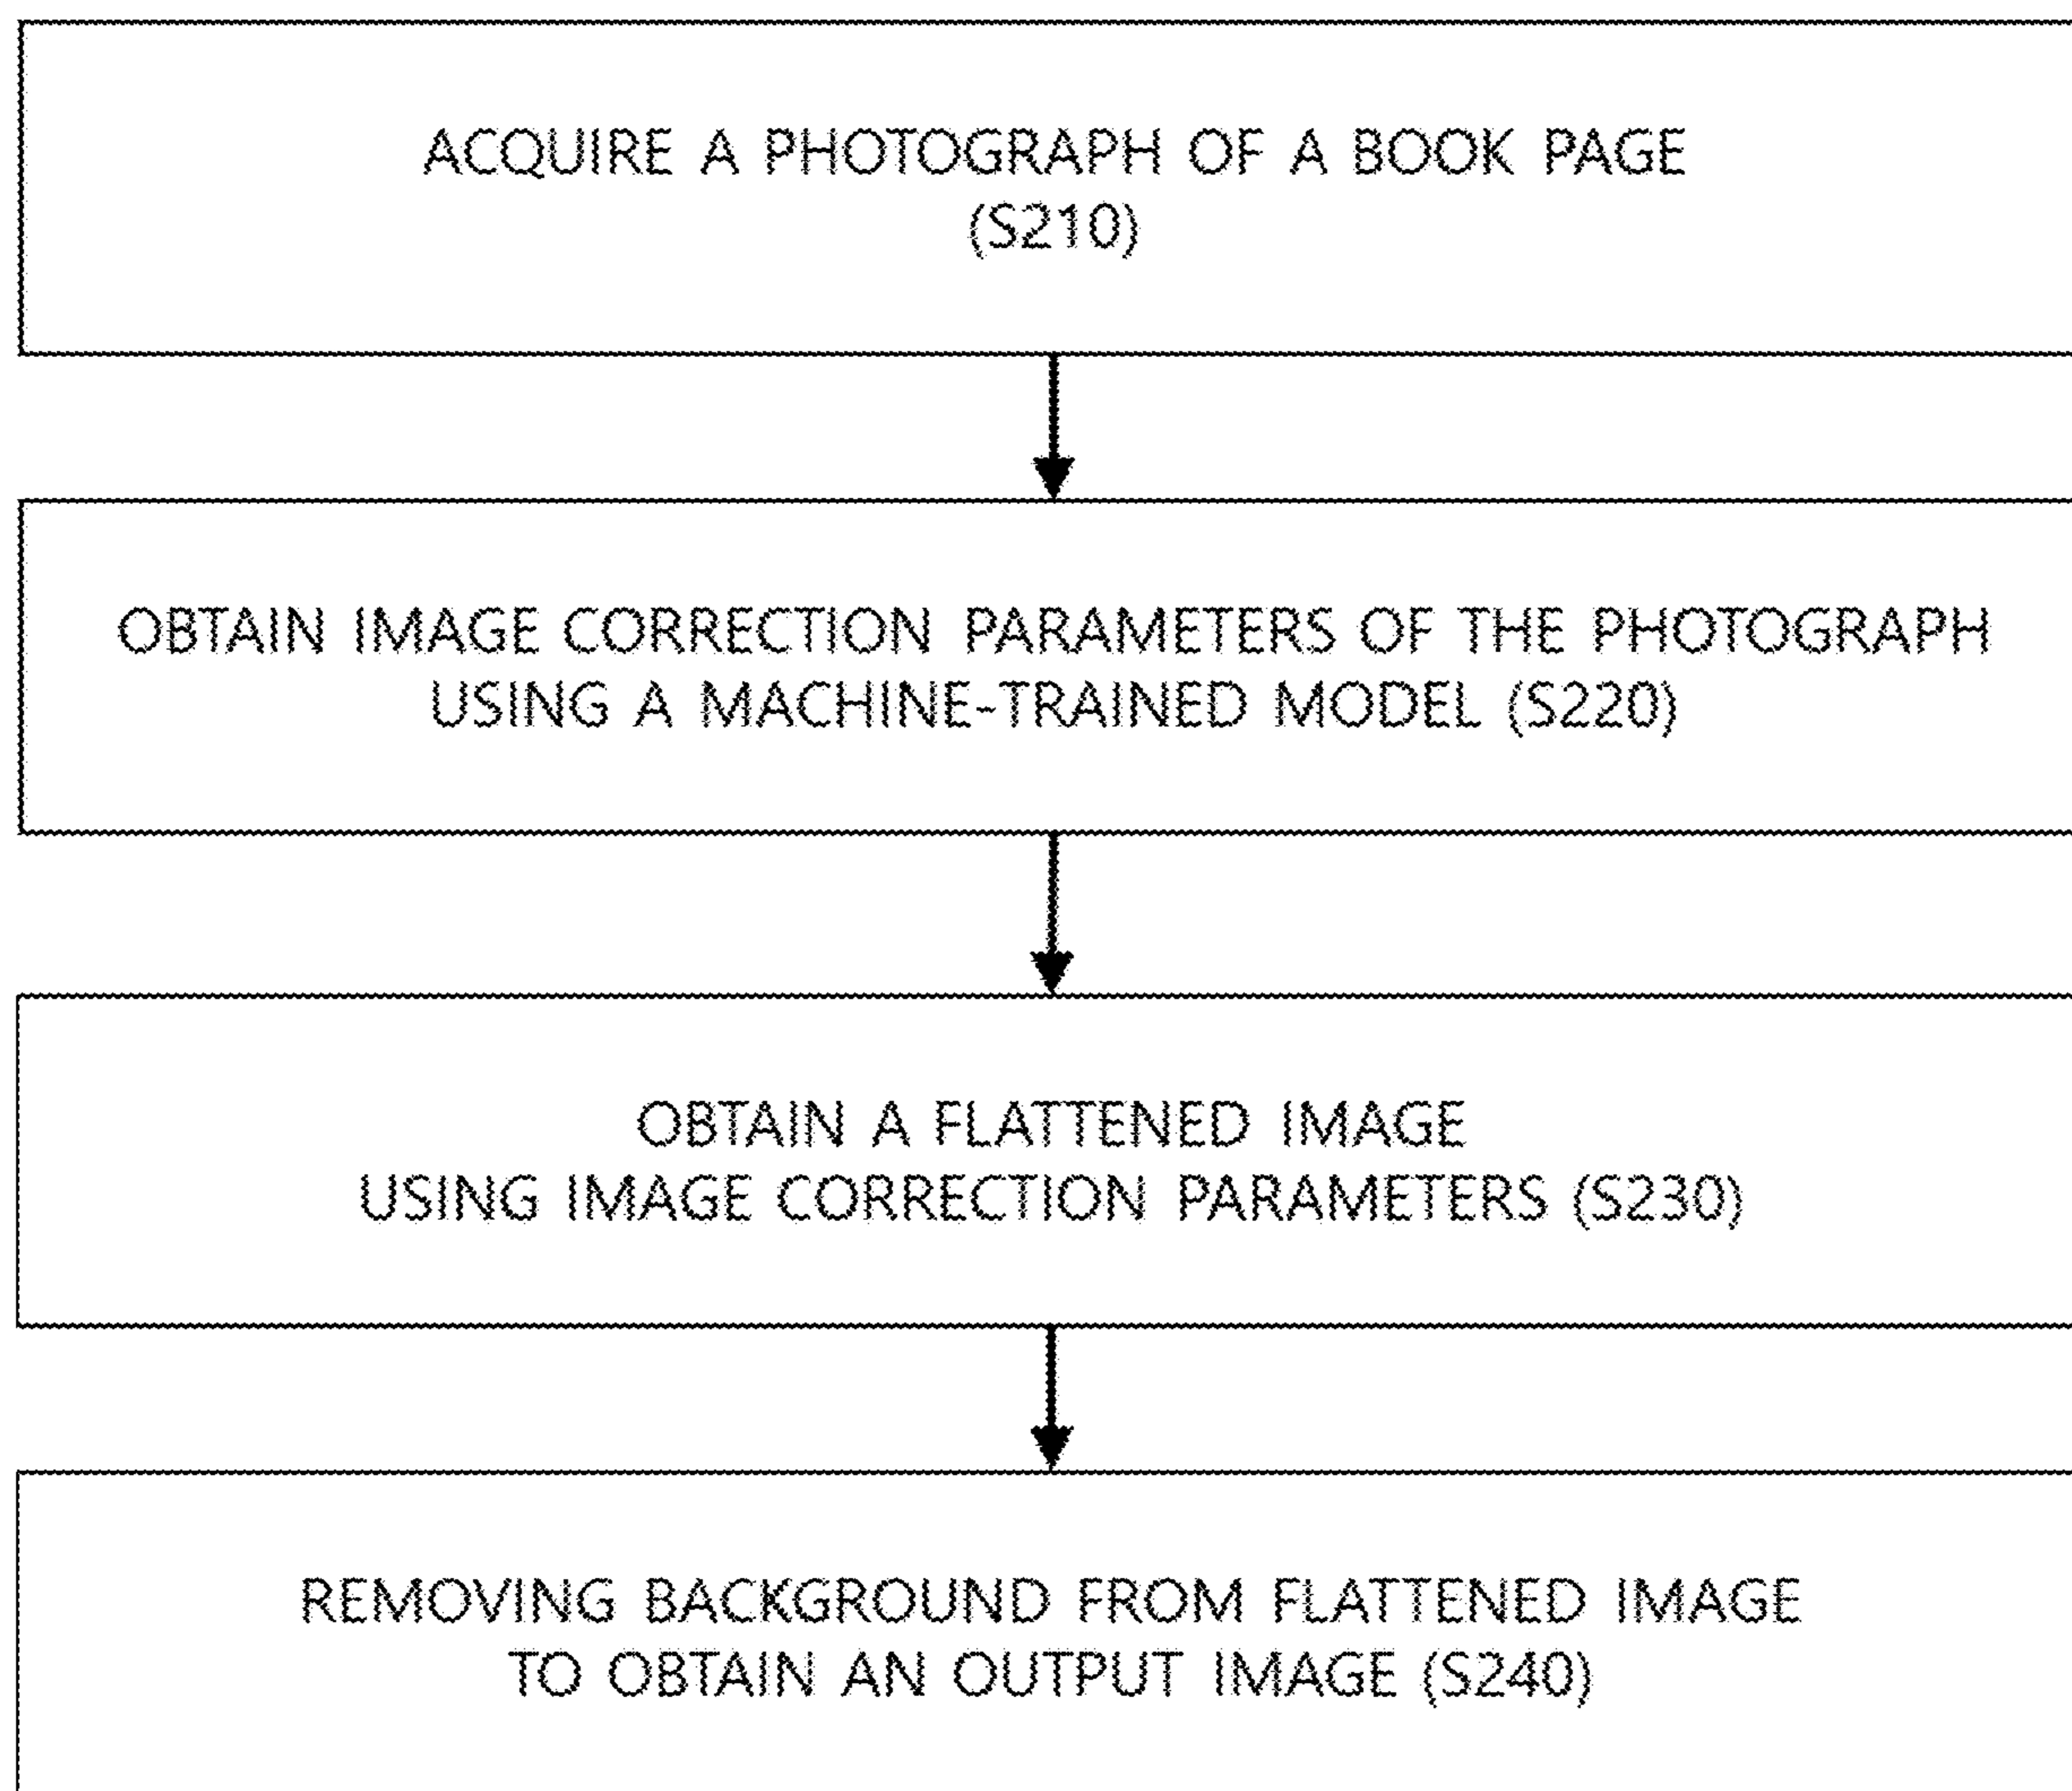 ACQUIRE A PHOTOGRAPH OF A BOOK PAGE
(S210)
OBTAIN IMAGE CORRECTION PARAMETERS OF THE PHOTOGRAPH
USING A MACHINE-TRAINED MODEL (S220)
OBTAIN A FLATTENED IMAGE
USING IMAGE CORRECTION PARAMETERS (S230)
REMOVING BACKGROUND FROM FLATTENED IMAGE
TO OBTAIN AN OUTPUT IMAGE (S240)